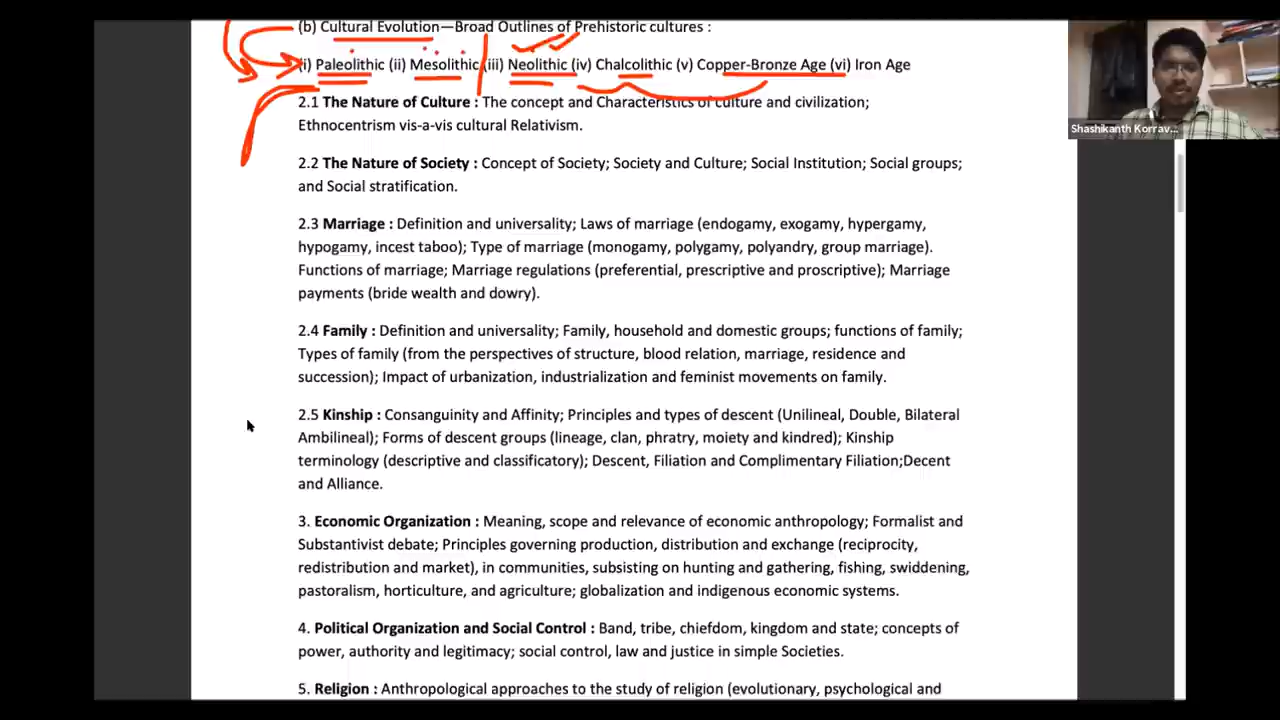 (b) Cultural Evolution—Broad Outlines of Prehistoric cultures :
(i) Paleolithic (ii) Mesolithic (iii) Neolithic (iv) Chalcolithic (v) Copper-Bronze Age (vi) Iron Age
2.1 The Nature of Culture : The concept and Characteristics of culture and civilization;
Ethnocentrism vis-a-vis cultural Relativism.
2.2 The Nature of Society : Concept of Society; Society and Culture; Social Institution; Social groups;
and Social stratification.
2.3 Marriage : Definition and universality; Laws of marriage (endogamy, exogamy, hypergamy,
hypogamy, incest taboo); Type of marriage (monogamy, polygamy, polyandry, group marriage).
Functions of marriage; Marriage regulations (preferential, prescriptive and proscriptive); Marriage
payments (bride wealth and dowry).
2.4 Family : Definition and universality; Family, household and domestic groups; functions of family;
Types of family (from the perspectives of structure, blood relation, marriage, residence and
succession); Impact of urbanization, industrialization and feminist movements on family.
2.5 Kinship : Consanguinity and Affinity; Principles and types of descent (Unilineal, Double, Bilateral
Ambilineal); Forms of descent groups (lineage, clan, phratry, moiety and kindred); Kinship
terminology (descriptive and classificatory); Descent, Filiation and Complimentary Filiation;Decent
and Alliance.
3. Economic Organization : Meaning, scope and relevance of economic anthropology; Formalist and
Substantivist debate; Principles governing production, distribution and exchange (reciprocity,
redistribution and market), in communities, subsisting on hunting and gathering, fishing, swiddening,
pastoralism, horticulture, and agriculture; globalization and indigenous economic systems.
4. Political Organization and Social Control : Band, tribe, chiefdom, kingdom and state; concepts of
power, authority and legitimacy; social control, law and justice in simple Societies.
5. Religion : Anthropological approaches to the study of religion (evolutionary, psychological and
Shashikanth Korrav...